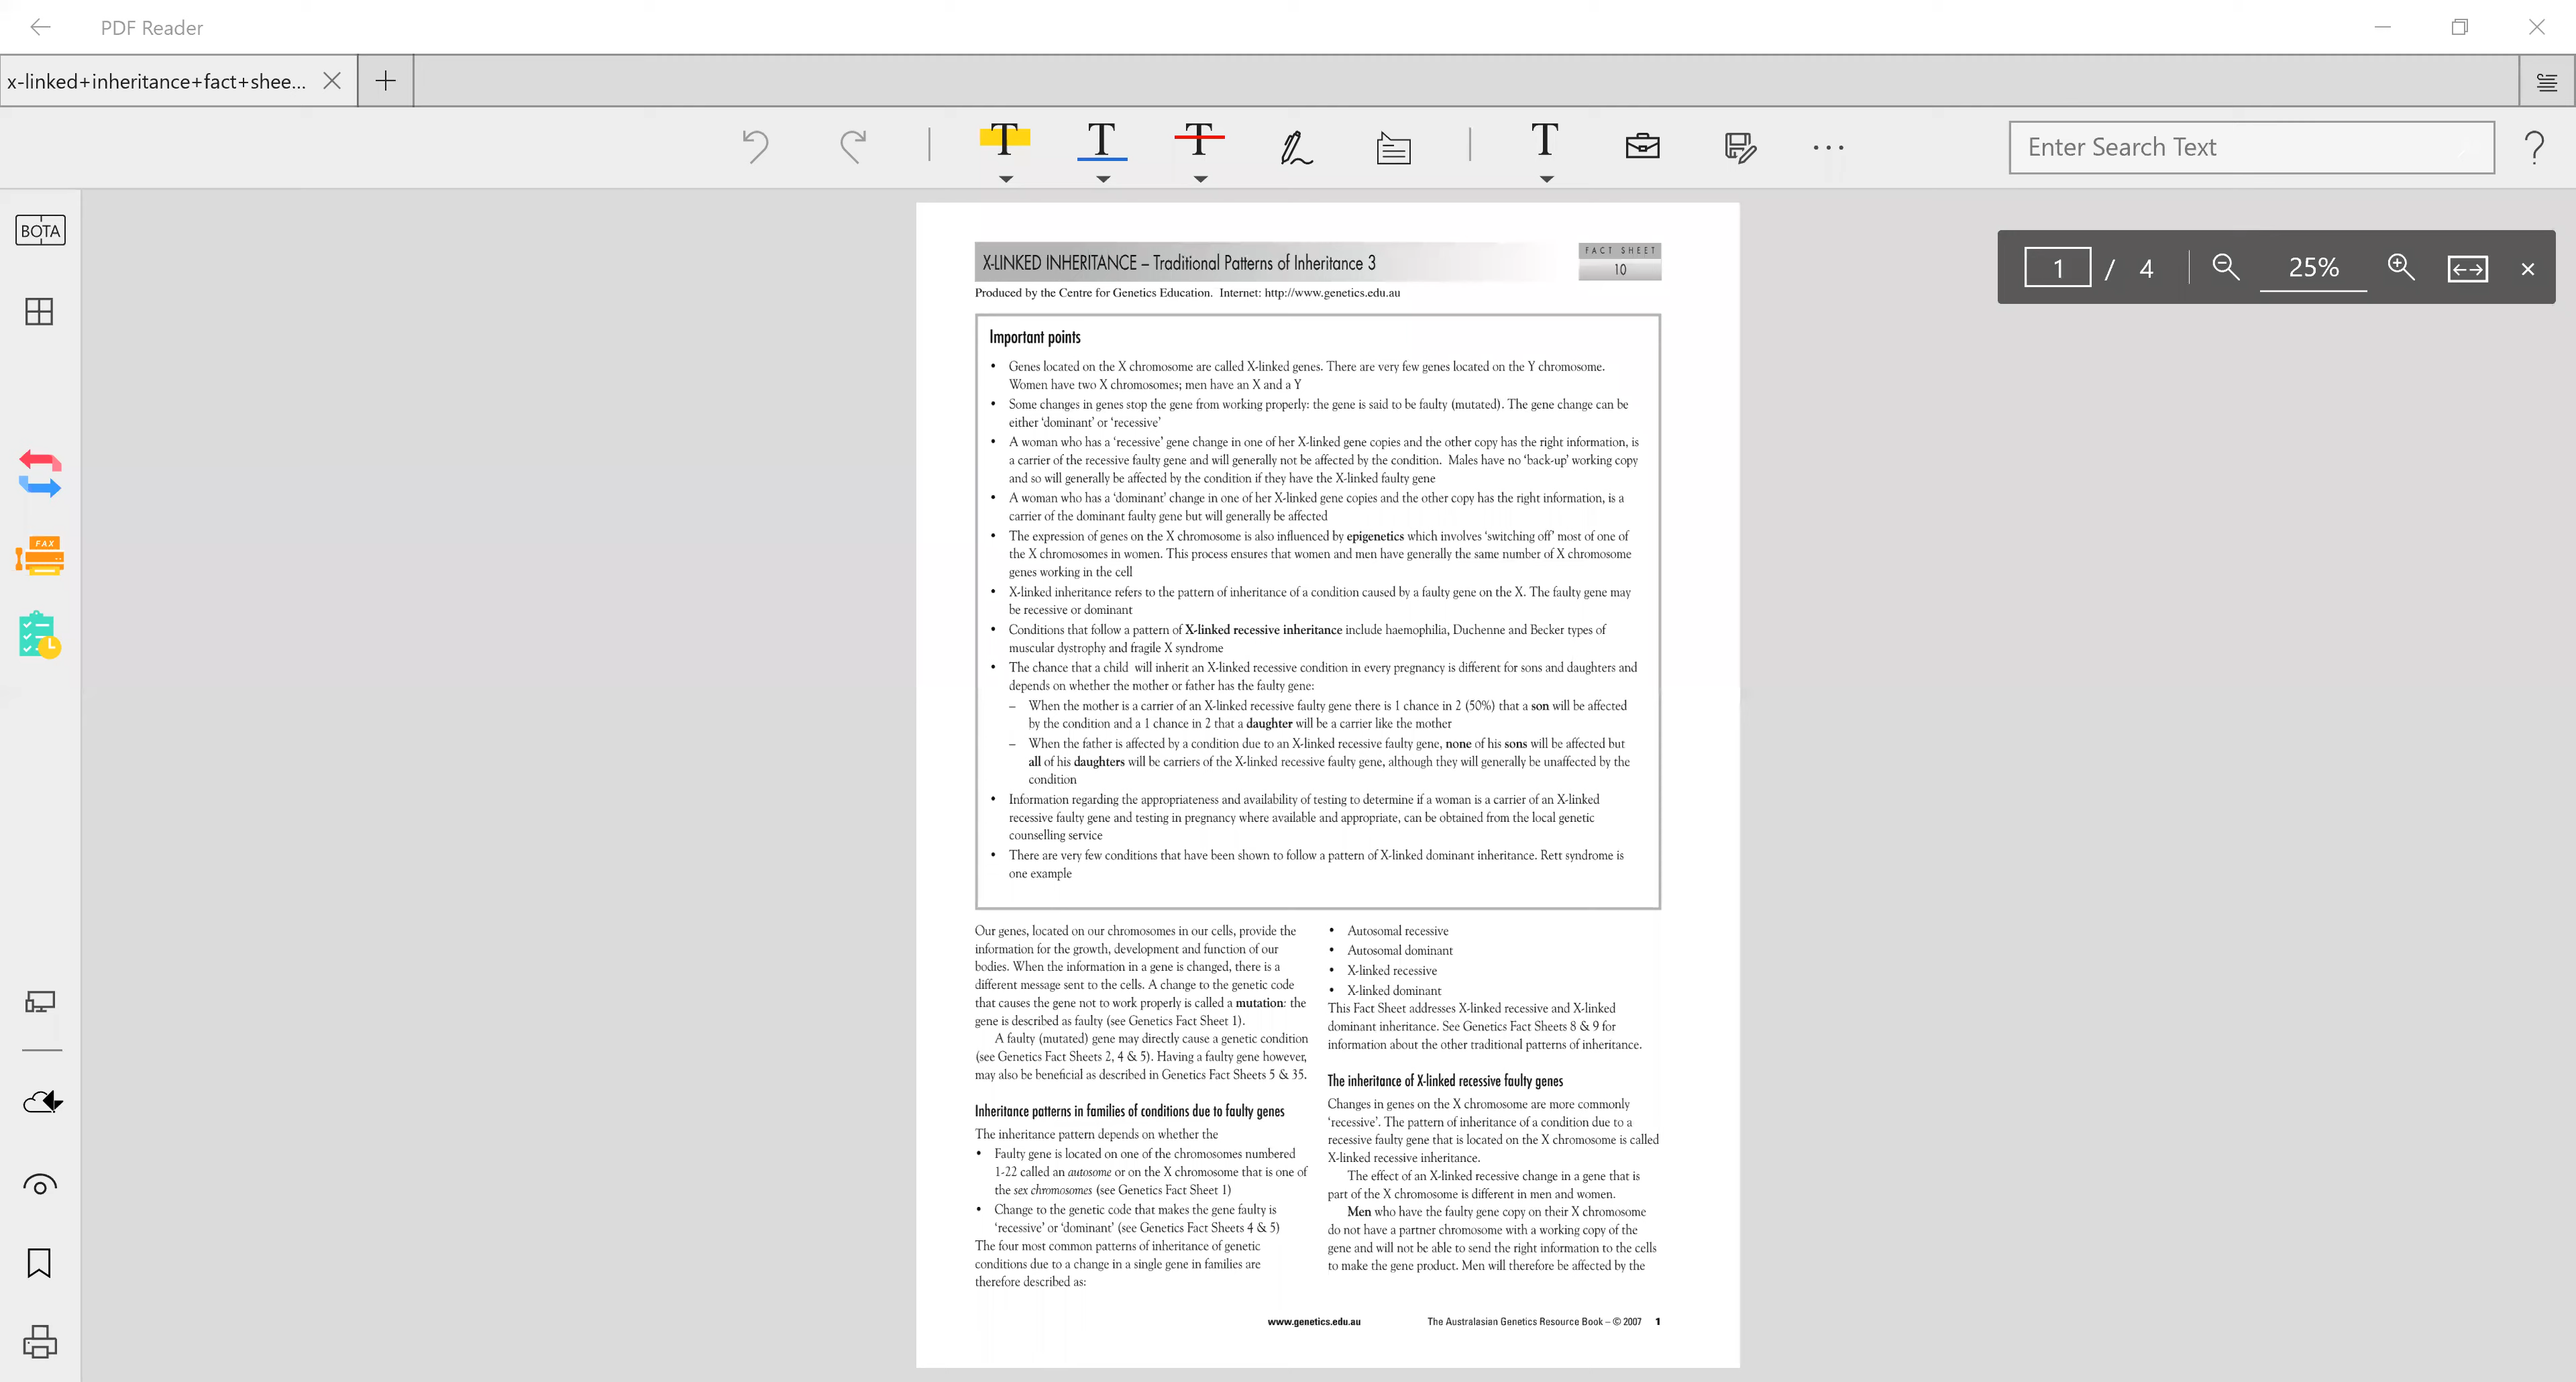 PDF Reader
x-linked+inheritance+fact+shee...
T T T T
Enter Search Text
?
BOTA
FAX
1 / 4 25%
X-LINKED INHERITANCE – Traditional Patterns of Inheritance 3
FACT SHEET
10
Produced by the Centre for Genetics Education. Internet: http://www.genetics.edu.au
Important points
• Genes located on the X chromosome are called X-linked genes. There are very few genes located on the Y chromosome.
Women have two X chromosomes; men have an X and a Y
• Some changes in genes stop the gene from working properly: the gene is said to be faulty (mutated). The gene change can be
either ‘dominant’ or ‘recessive’
• A woman who has a ‘recessive’ gene change in one of her X-linked gene copies and the other copy has the right information, is
a carrier of the recessive faulty gene and will generally not be affected by the condition. Males have no ‘back-up’ working copy
and so will generally be affected by the condition if they have the X-linked faulty gene
• A woman who has a ‘dominant’ change in one of her X-linked gene copies and the other copy has the right information, is a
carrier of the dominant faulty gene but will generally be affected
• The expression of genes on the X chromosome is also influenced by epigenetics which involves ‘switching off’ most of one of
the X chromosomes in women. This process ensures that women and men have generally the same number of X chromosome
genes working in the cell
• X-linked inheritance refers to the pattern of inheritance of a condition caused by a faulty gene on the X. The faulty gene may
be recessive or dominant
• Conditions that follow a pattern of X-linked recessive inheritance include haemophilia, Duchenne and Becker types of
muscular dystrophy and fragile X syndrome
• The chance that a child will inherit an X-linked recessive condition in every pregnancy is different for sons and daughters and
depends on whether the mother or father has the faulty gene:
– When the mother is a carrier of an X-linked recessive faulty gene there is 1 chance in 2 (50%) that a son will be affected
by the condition and a 1 chance in 2 that a daughter will be a carrier like the mother
– When the father is affected by a condition due to an X-linked recessive faulty gene, none of his sons will be affected but
all of his daughters will be carriers of the X-linked recessive faulty gene, although they will generally be unaffected by the
condition
• Information regarding the appropriateness and availability of testing to determine if a woman is a carrier of an X-linked
recessive faulty gene and testing in pregnancy where available and appropriate, can be obtained from the local genetic
counselling service
• There are very few conditions that have been shown to follow a pattern of X-linked dominant inheritance. Rett syndrome is
one example
Our genes, located on our chromosomes in our cells, provide the
information for the growth, development and function of our
bodies. When the information in a gene is changed, there is a
different message sent to the cells. A change to the genetic code
that causes the gene not to work properly is called a mutation: the
gene is described as faulty (see Genetics Fact Sheet 1).
A faulty (mutated) gene may directly cause a genetic condition
(see Genetics Fact Sheets 2, 4 & 5). Having a faulty gene however,
may also be beneficial as described in Genetics Fact Sheets 5 & 35.
Inheritance patterns in families of conditions due to faulty genes
The inheritance pattern depends on whether the
• Faulty gene is located on one of the chromosomes numbered
1-22 called an autosome or on the X chromosome that is one of
the sex chromosomes (see Genetics Fact Sheet 1)
• Change to the genetic code that makes the gene faulty is
‘recessive’ or ‘dominant’ (see Genetics Fact Sheets 4 & 5)
The four most common patterns of inheritance of genetic
conditions due to a change in a single gene in families are
therefore described as:
• Autosomal recessive
• Autosomal dominant
• X-linked recessive
• X-linked dominant
This Fact Sheet addresses X-linked recessive and X-linked
dominant inheritance. See Genetics Fact Sheets 8 & 9 for
information about the other traditional patterns of inheritance.
The inheritance of X-linked recessive faulty genes
Changes in genes on the X chromosome are more commonly
‘recessive’. The pattern of inheritance of a condition due to a
recessive faulty gene that is located on the X chromosome is called
X-linked recessive inheritance.
The effect of an X-linked recessive change in a gene that is
part of the X chromosome is different in men and women.
Men who have the faulty gene copy on their X chromosome
do not have a partner chromosome with a working copy of the
gene and will not be able to send the right information to the cells
to make the gene product. Men will therefore be affected by the
www.genetics.edu.au
The Australasian Genetics Resource Book – © 2007 1